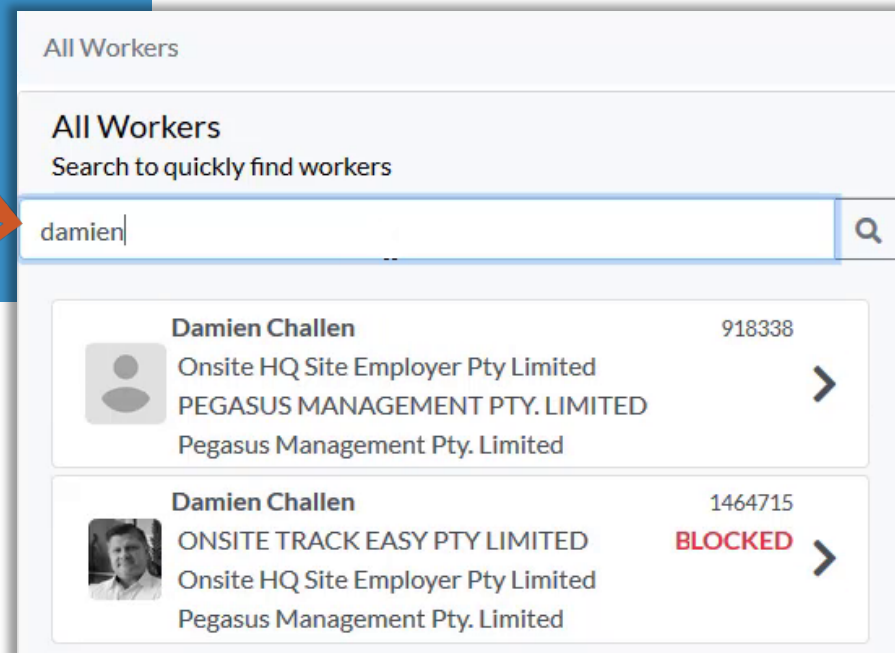 All Workers
All Workers
Search to quickly find workers
damien
Damien Challen 918338
Onsite HQ Site Employer Pty Limited
PEGASUS MANAGEMENT PTY. LIMITED
Pegasus Management Pty. Limited
Damien Challen 1464715
ONSITE TRACK EASY PTY LIMITED BLOCKED
Onsite HQ Site Employer Pty Limited
Pegasus Management Pty. Limited